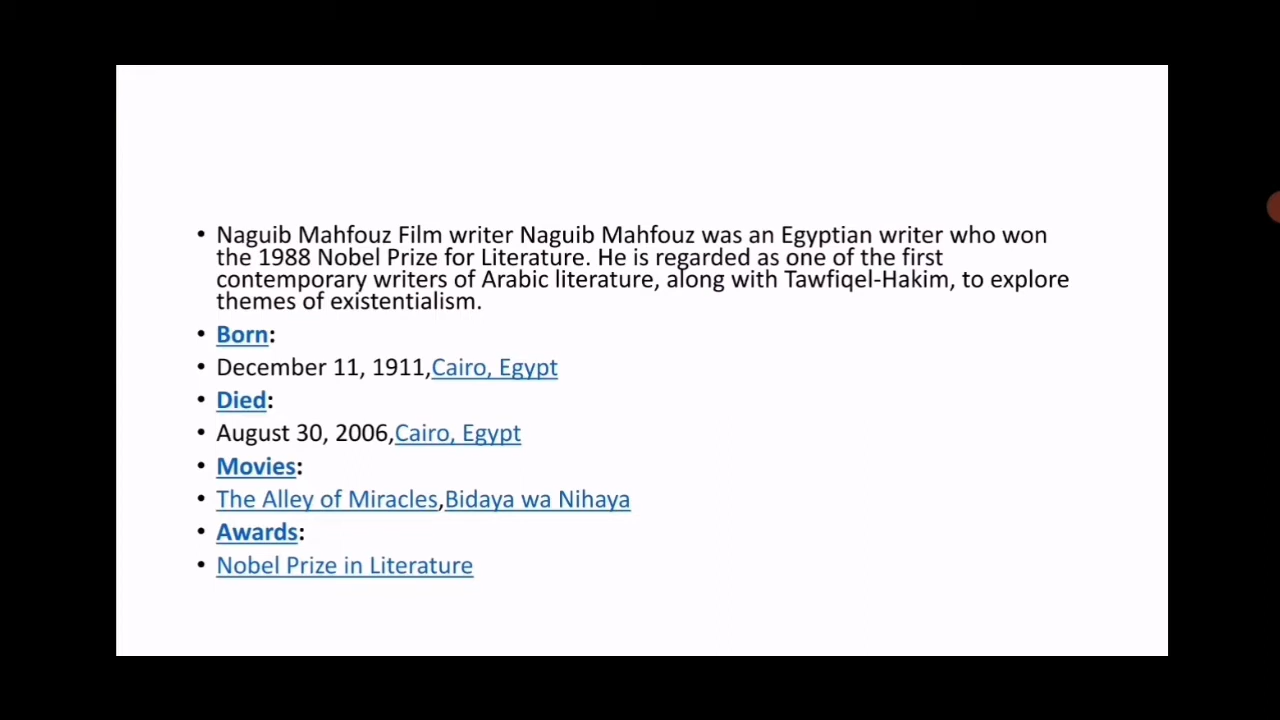 • Naguib Mahfouz Film writer Naguib Mahfouz was an Egyptian writer who won
the 1988 Nobel Prize for Literature. He is regarded as one of the first
contemporary writers of Arabic literature, along with Tawfiqel-Hakim, to explore
themes of existentialism.
• Born:
• December 11, 1911,Cairo, Egypt
• Died:
• August 30, 2006,Cairo, Egypt
• Movies:
• The Alley of Miracles,Bidaya wa Nihaya
• Awards:
• Nobel Prize in Literature